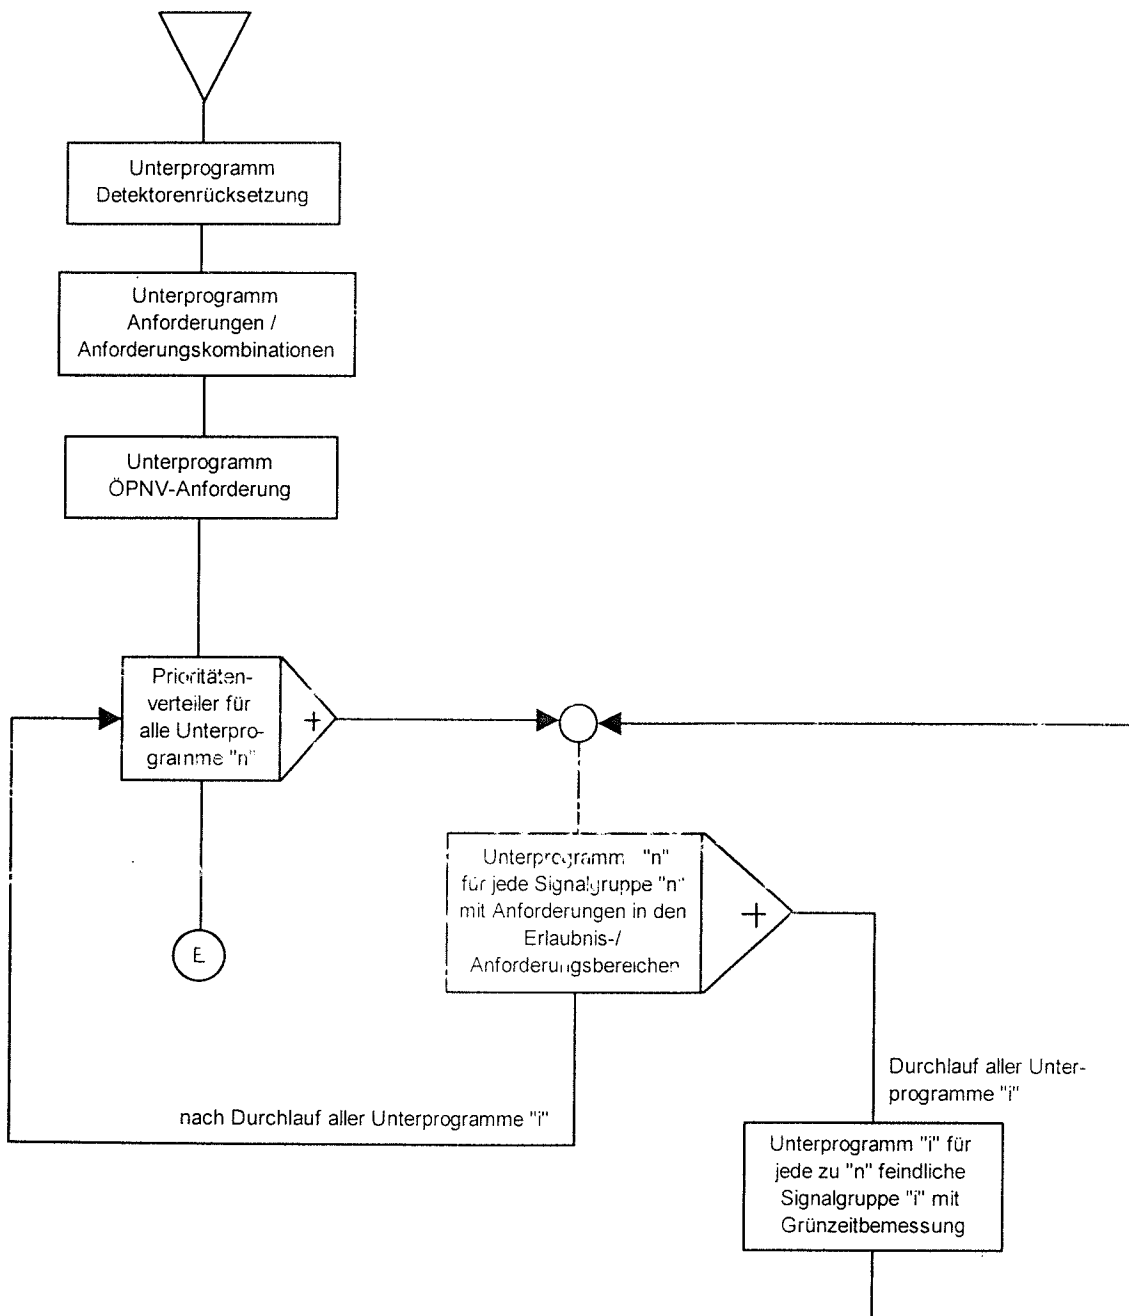 Unterprogramm
Detektorenrücksetzung
Unterprogramm
Anforderungen /
Anforderungskombinationen
Unterprogramm
ÖPNV-Anforderung
Prioritäten-
verteiler für
alle Unterpro-
gramme "n"
+
E
Unterprogramm "n"
für jede Signalgruppe "n"
mit Anforderungen in den
Erlaubnis-/
Anforderungsbereichen
+
nach Durchlauf aller Unterprogramme "i"
Durchlauf aller Unter-
programme "i"
Unterprogramm "i" für
jede zu "n" feindliche
Signalgruppe "i" mit
Grünzeitbemessung